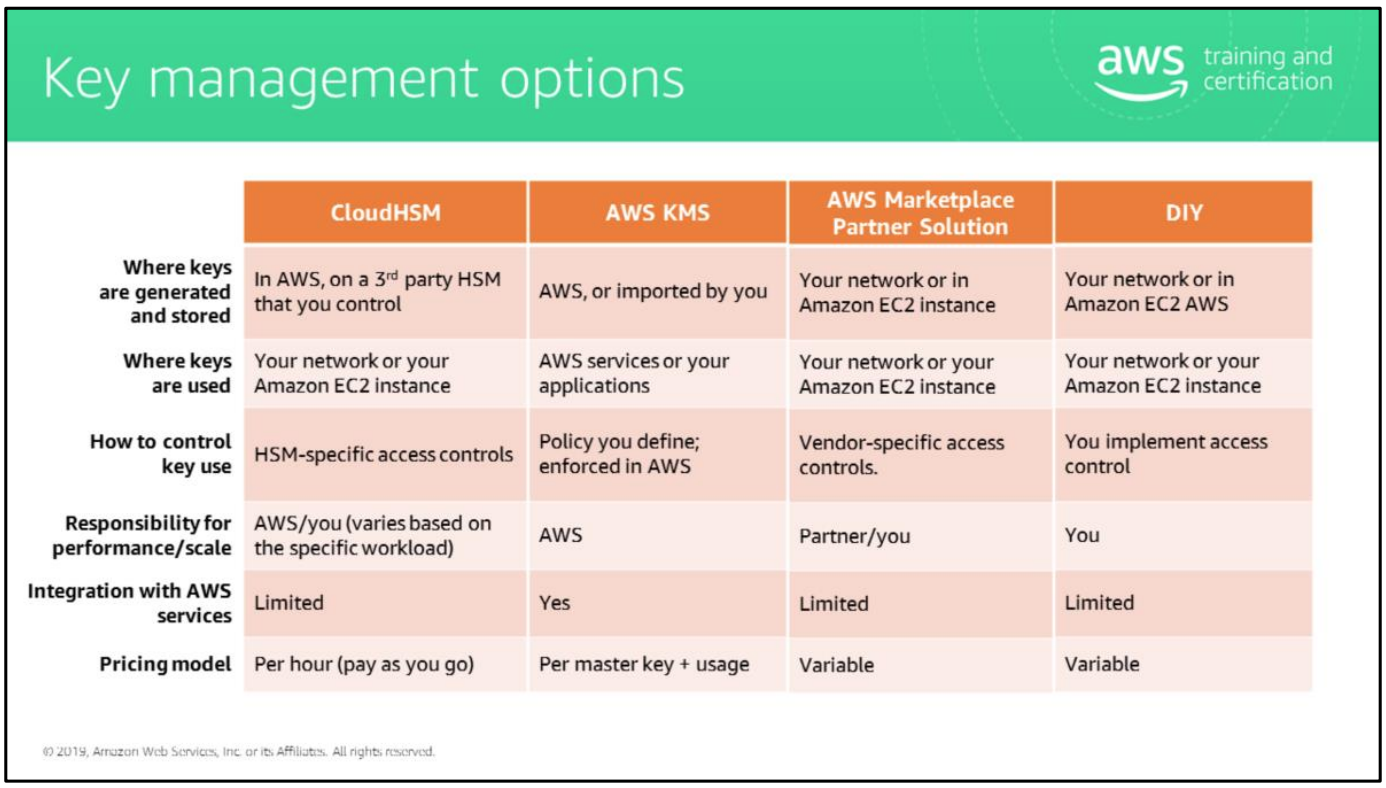 Key management options
aws training and
certification
CloudHSM
AWS KMS
AWS Marketplace
Partner Solution
DIY
Where keys
are generated
and stored
In AWS, on a 3rd party HSM
that you control
AWS, or imported by you
Your network or in
Amazon EC2 instance
Your network or in
Amazon EC2 AWS
Where keys
are used
Your network or your
Amazon EC2 instance
AWS services or your
applications
Your network or your
Amazon EC2 instance
Your network or your
Amazon EC2 instance
How to control
key use
HSM-specific access controls
Policy you define;
enforced in AWS
Vendor-specific access
controls.
You implement access
control
Responsibility for
performance/scale
AWS/you (varies based on
the specific workload)
AWS
Partner/you
You
Integration with AWS
services
Limited
Yes
Limited
Limited
Pricing model
Per hour (pay as you go)
Per master key + usage
Variable
Variable
© 2019, Amazon Web Services, Inc. or its Affiliates. All rights reserved.